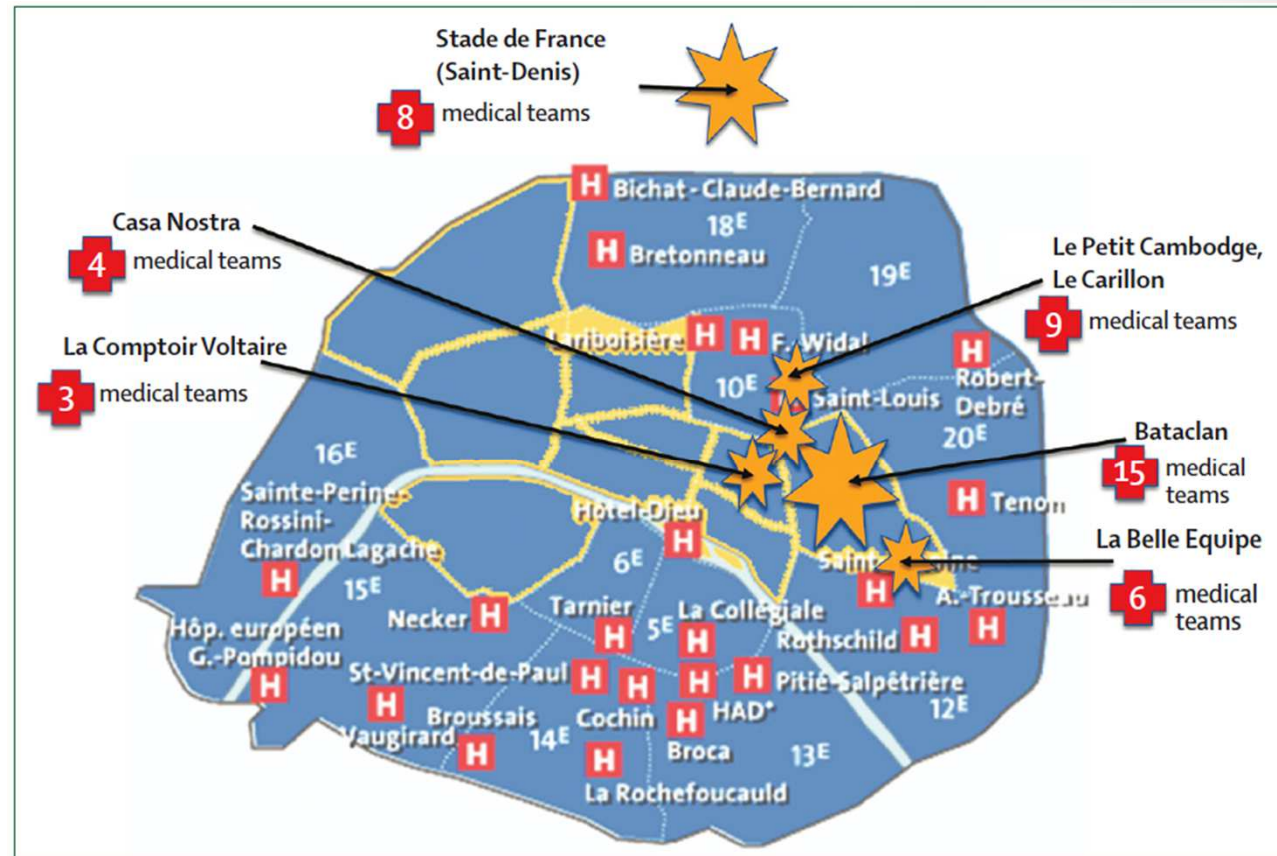 Stade de France
(Saint-Denis)
8 medical teams
Casa Nostra
4 medical teams
La Comptoir Voltaire
3 medical teams
Le Petit Cambodge,
Le Carillon
9 medical teams
Bataclan
15 medical
teams
La Belle Equipe
6 medical
teams
H Bichat-Claude-Bernard
18E
H Bretonneau
19E
Lariboisière H
H F.-Widal
10E
Saint-Louis
H
Robert-
Debré
20E
16E
Sainte-Perine-
Rossini-
Chardon Lagache
H
Hôtel-Dieu
H
H Tenon
6E
15E
Necker H
Tarnier
H
5E
La Collégiale
H
H
A.-Trousseau
H
Rothschild H
Hôp. européen
G.-Pompidou
H
St-Vincent-de-Paul H
H
Cochin
H
HAD*
H Pitié-Salpêtrière
12E
H
Vaugirard
Broussais
H
14E
H
Broca
13E
H
La Rochefoucauld